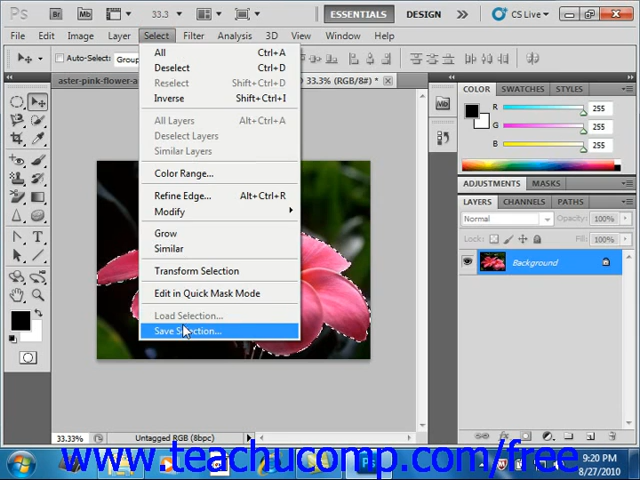 Ps Mb 33.3 ESSENTIALS DESIGN >> CS Live
File Edit Image Layer Select Filter Analysis 3D View Window Help
Auto-Select: Group
aster-pink-flower-a 33.3% (RGB/8#) *
All Ctrl+A
Deselect Ctrl+D
Reselect Shift+Ctrl+D
Inverse Shift+Ctrl+I
All Layers Alt+Ctrl+A
Deselect Layers
Similar Layers
Color Range...
Refine Edge... Alt+Ctrl+R
Modify
Grow
Similar
Transform Selection
Edit in Quick Mask Mode
Load Selection...
Save Selection...
COLOR SWATCHES STYLES
R 255
G 255
B 255
ADJUSTMENTS MASKS
LAYERS CHANNELS PATHS
Normal Opacity: 100%
Lock: Fill: 100%
Background
33.33% Untagged RGB (8bpc)
www.teachucomp.com/free
Ps
9:20 PM
8/27/2010